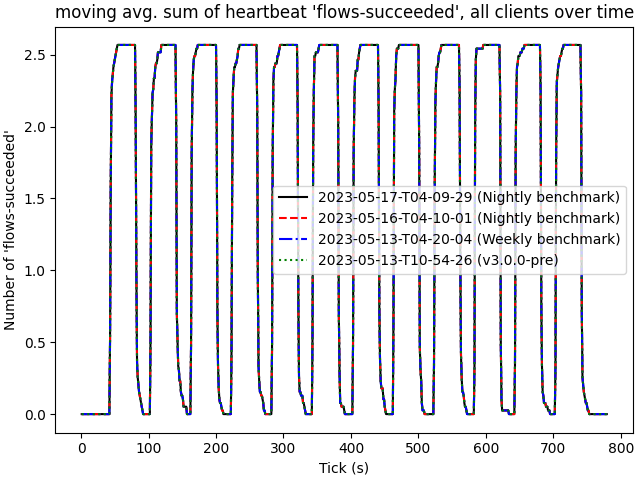 moving avg. sum of heartbeat 'flows-succeeded', all clients over time
Number of 'flows-succeeded'
2.5
2.0
1.5
1.0
0.5
0.0
2023-05-17-T04-09-29 (Nightly benchmark)
2023-05-16-T04-10-01 (Nightly benchmark)
2023-05-13-T04-20-04 (Weekly benchmark)
2023-05-13-T10-54-26 (v3.0.0-pre)
0 100 200 300 400 500 600 700 800
Tick (s)